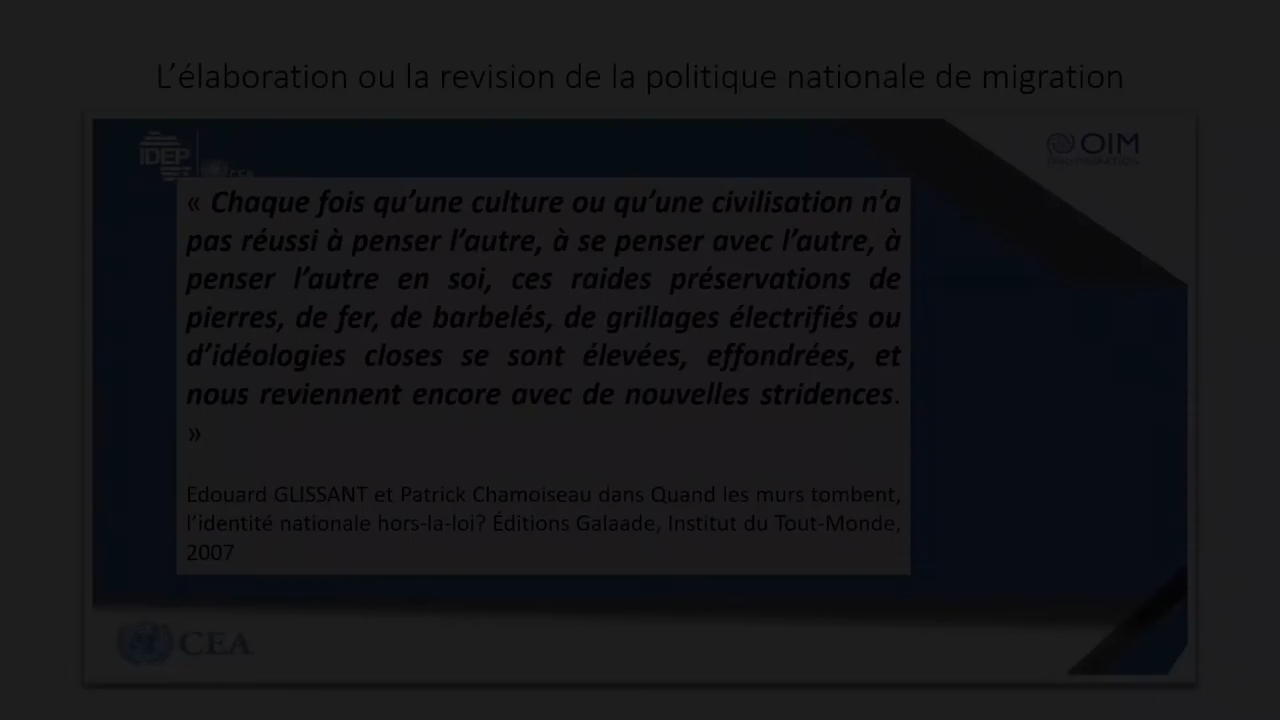 L'élaboration ou la revision de la politique nationale de migration
IDEP
CEA
OIM
« Chaque fois qu'une culture ou qu'une civilisation n'a
pas réussi à penser l'autre, à se penser avec l'autre, à
penser l'autre en soi, ces raides préservations de
pierres, de fer, de barbelés, de grillages électrifiés ou
d'idéologies closes se sont élevées, effondrées, et
nous reviennent encore avec de nouvelles stridences.
»
Edouard GLISSANT et Patrick Chamoiseau dans Quand les murs tombent,
l'identité nationale hors-la-loi? Éditions Galaade, Institut du Tout-Monde,
2007
CEA